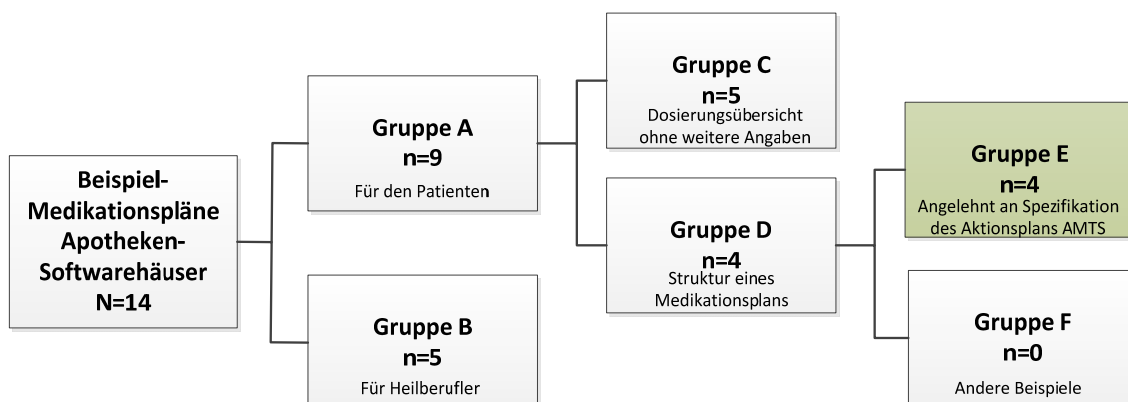 Beispiel-
Medikationspläne
Apotheken-
Softwarehäuser
N=14
Gruppe A
n=9
Für den Patienten
Gruppe B
n=5
Für Heilberufler
Gruppe C
n=5
Dosierungsübersicht
ohne weitere Angaben
Gruppe D
n=4
Struktur eines
Medikationsplans
Gruppe E
n=4
Angelehnt an Spezifikation
des Aktionsplans AMTS
Gruppe F
n=0
Andere Beispiele